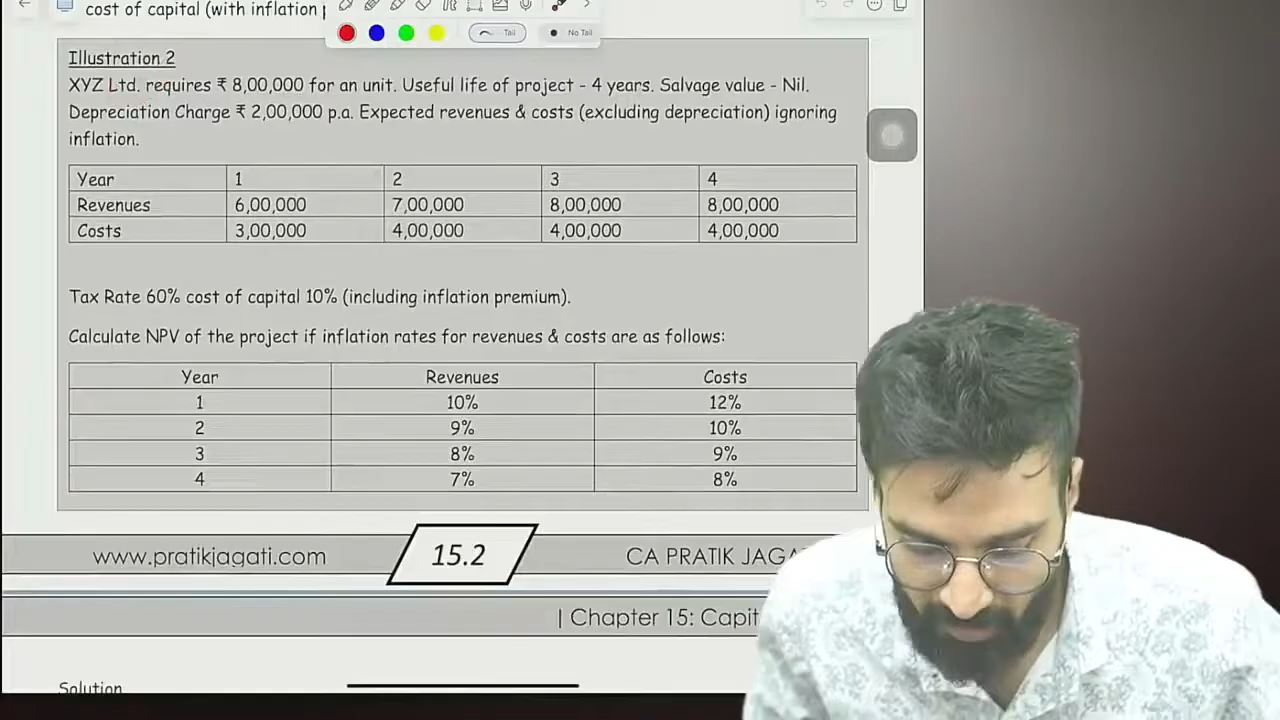 cost of capital (with inflation
Tail
No Tail
Illustration 2
XYZ Ltd. requires ₹ 8,00,000 for an unit. Useful life of project - 4 years. Salvage value - Nil.
Depreciation Charge ₹ 2,00,000 p.a. Expected revenues & costs (excluding depreciation) ignoring
inflation.
Year 1 2 3 4
Revenues 6,00,000 7,00,000 8,00,000 8,00,000
Costs 3,00,000 4,00,000 4,00,000 4,00,000
Tax Rate 60% cost of capital 10% (including inflation premium).
Calculate NPV of the project if inflation rates for revenues & costs are as follows:
Year Revenues Costs
1 10% 12%
2 9% 10%
3 8% 9%
4 7% 8%
www.pratikjagati.com 15.2 CA PRATIK JAGA
| Chapter 15: Capit
Solution